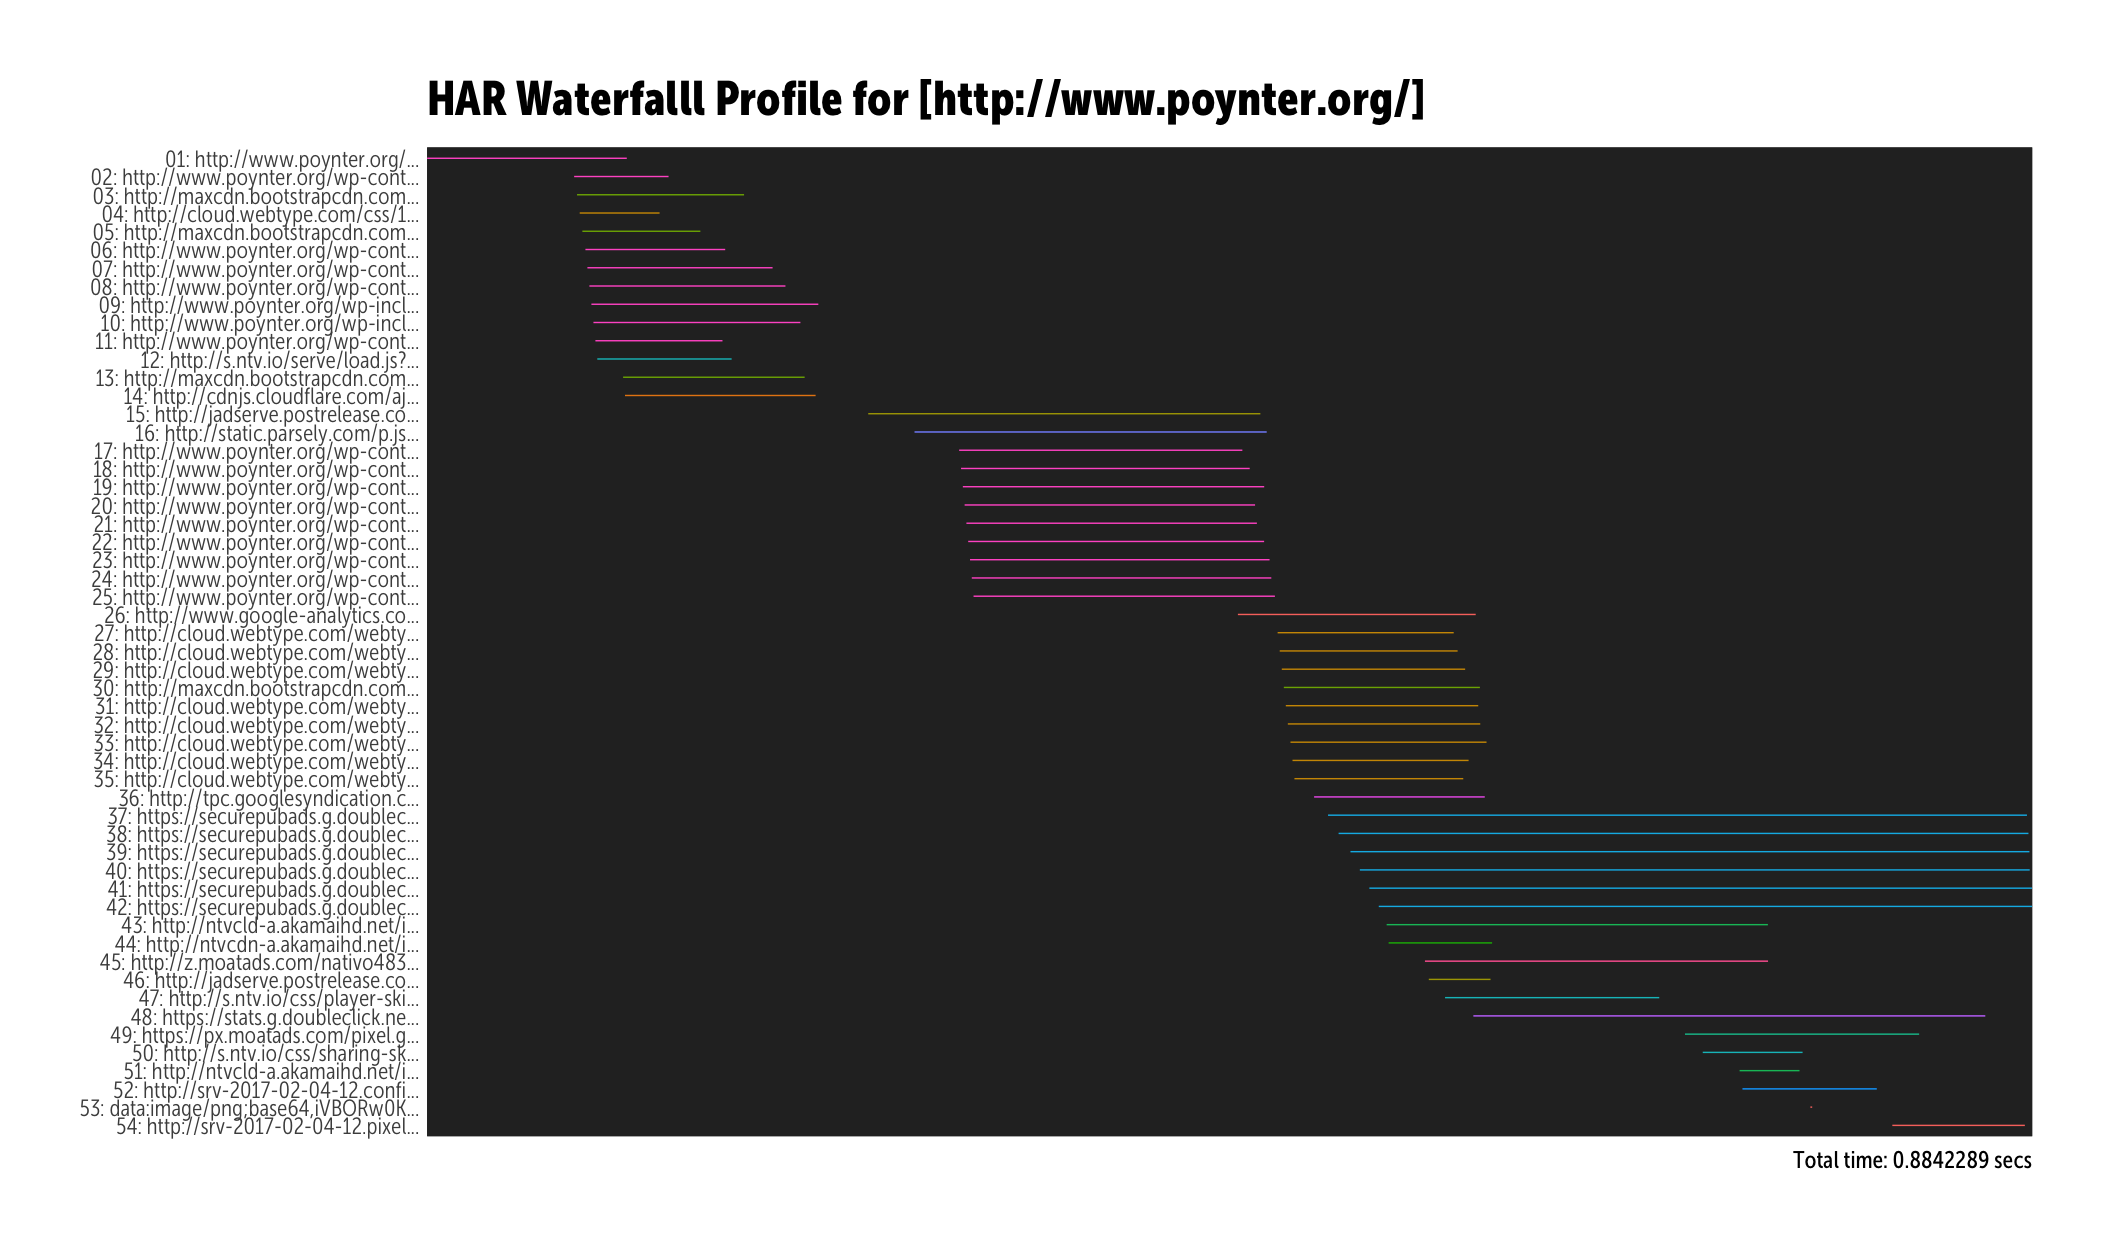 HAR Waterfalll Profile for [http://www.poynter.org/]
01: http://www.poynter.org/...
02: http://www.poynter.org/wp-cont...
03: http://maxcdn.bootstrapcdn.com...
04: http://cloud.webtype.com/css/1...
05: http://maxcdn.bootstrapcdn.com...
06: http://www.poynter.org/wp-cont...
07: http://www.poynter.org/wp-cont...
08: http://www.poynter.org/wp-cont...
09: http://www.poynter.org/wp-incl...
10: http://www.poynter.org/wp-incl...
11: http://www.poynter.org/wp-cont...
12: http://s.ntv.io/serve/load.js?...
13: http://maxcdn.bootstrapcdn.com...
14: http://cdnjs.cloudflare.com/aj...
15: http://jadserve.postrelease.co...
16: http://static.parsely.com/p.js...
17: http://www.poynter.org/wp-cont...
18: http://www.poynter.org/wp-cont...
19: http://www.poynter.org/wp-cont...
20: http://www.poynter.org/wp-cont...
21: http://www.poynter.org/wp-cont...
22: http://www.poynter.org/wp-cont...
23: http://www.poynter.org/wp-cont...
24: http://www.poynter.org/wp-cont...
25: http://www.poynter.org/wp-cont...
26: http://www.google-analytics.co...
27: http://cloud.webtype.com/webty...
28: http://cloud.webtype.com/webty...
29: http://cloud.webtype.com/webty...
30: http://maxcdn.bootstrapcdn.com...
31: http://cloud.webtype.com/webty...
32: http://cloud.webtype.com/webty...
33: http://cloud.webtype.com/webty...
34: http://cloud.webtype.com/webty...
35: http://cloud.webtype.com/webty...
36: http://tpc.googlesyndication.c...
37: https://securepubads.g.doublec...
38: https://securepubads.g.doublec...
39: https://securepubads.g.doublec...
40: https://securepubads.g.doublec...
41: https://securepubads.g.doublec...
42: https://securepubads.g.doublec...
43: http://ntvcld-a.akamaihd.net/i...
44: http://ntvcdn-a.akamaihd.net/i...
45: http://z.moatads.com/nativo483...
46: http://jadserve.postrelease.co...
47: http://s.ntv.io/css/player-ski...
48: https://stats.g.doubleclick.ne...
49: https://px.moatads.com/pixel.g...
50: http://s.ntv.io/css/sharing-sk...
51: http://ntvcld-a.akamaihd.net/i...
52: http://srv-2017-02-04-12.confi...
53: data:image/png;base64,iVBORw0K...
54: http://srv-2017-02-04-12.pixel...
Total time: 0.8842289 secs